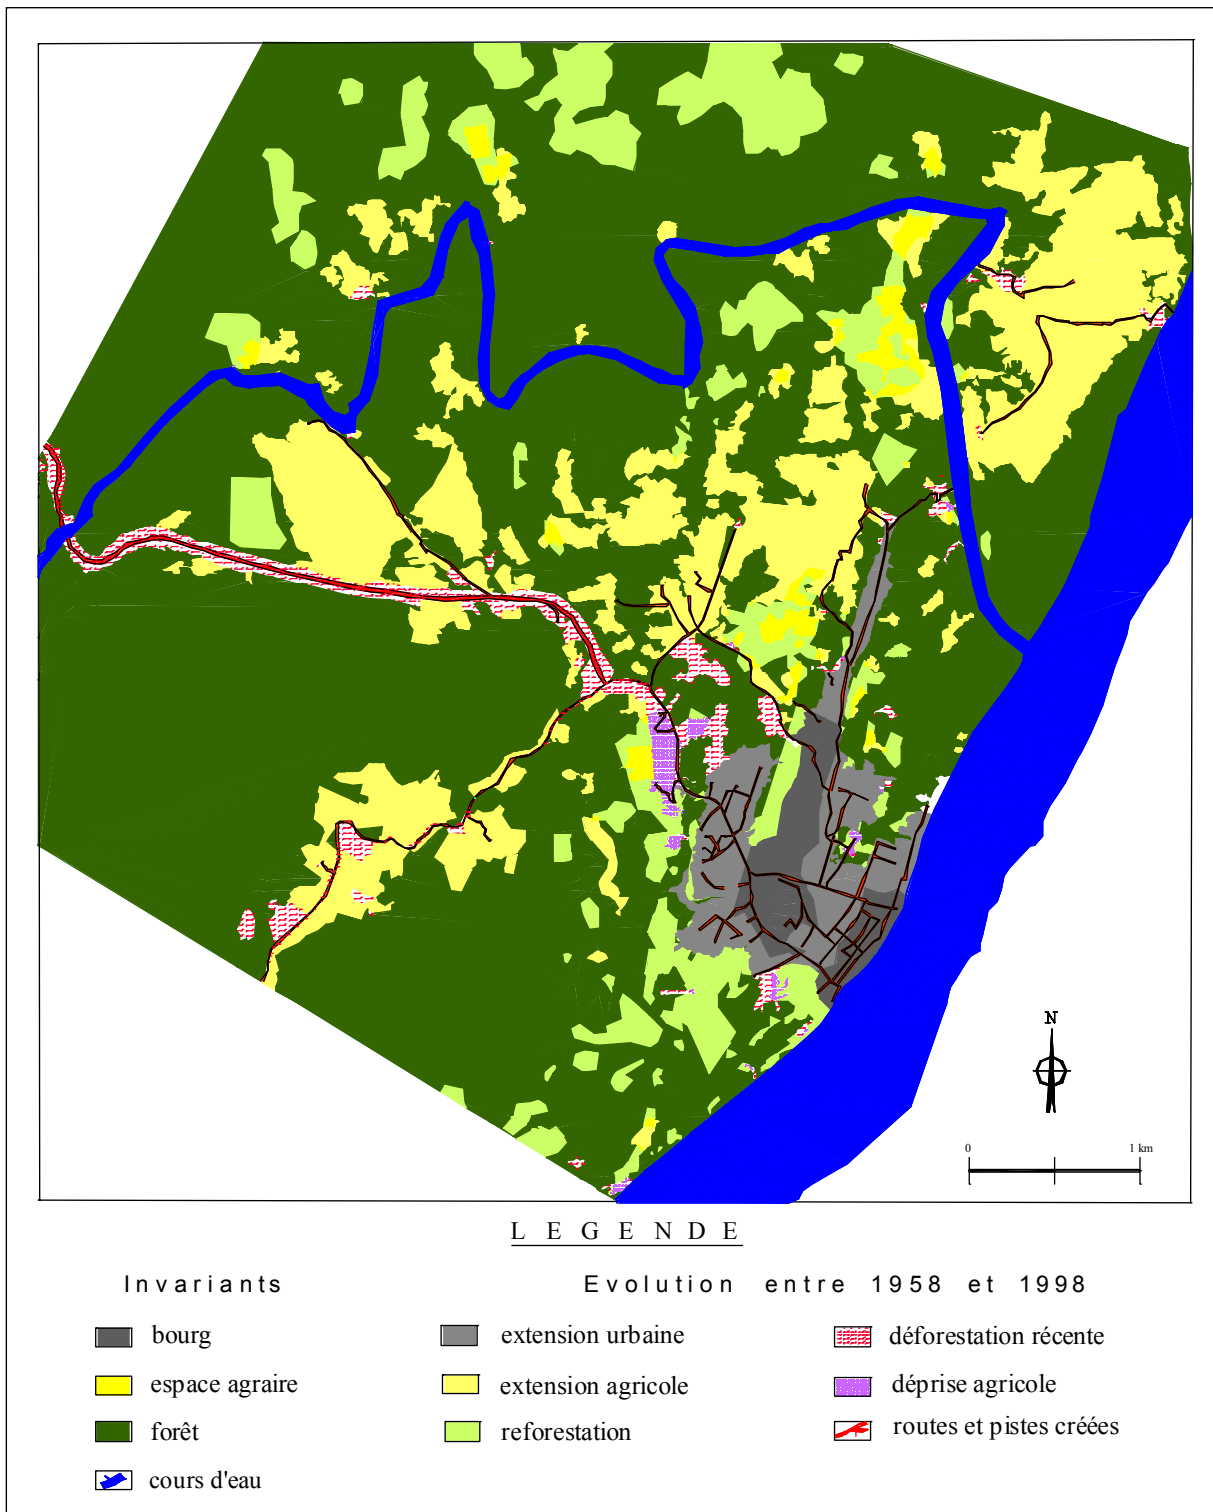 N
0 1 km
LEGENDE
Invariants
Evolution entre 1958 et 1998
bourg
extension urbaine
déforestation récente
espace agraire
extension agricole
déprise agricole
forêt
reforestation
routes et pistes créées
cours d'eau